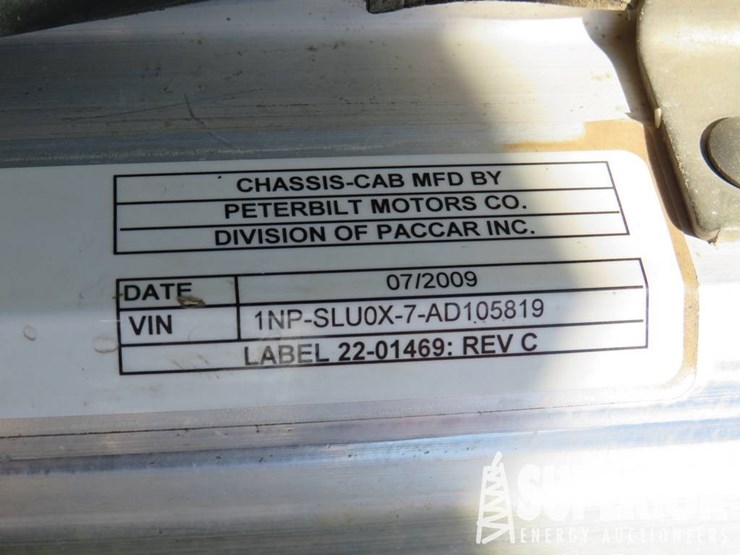 CHASSIS-CAB MFD BY
PETERBILT MOTORS CO.
DIVISION OF PACCAR INC.
DATE 07/2009
VIN 1NP-SLU0X-7-AD105819
LABEL 22-01469: REV C
SUPERIOR
ENERGY AUCTIONEERS